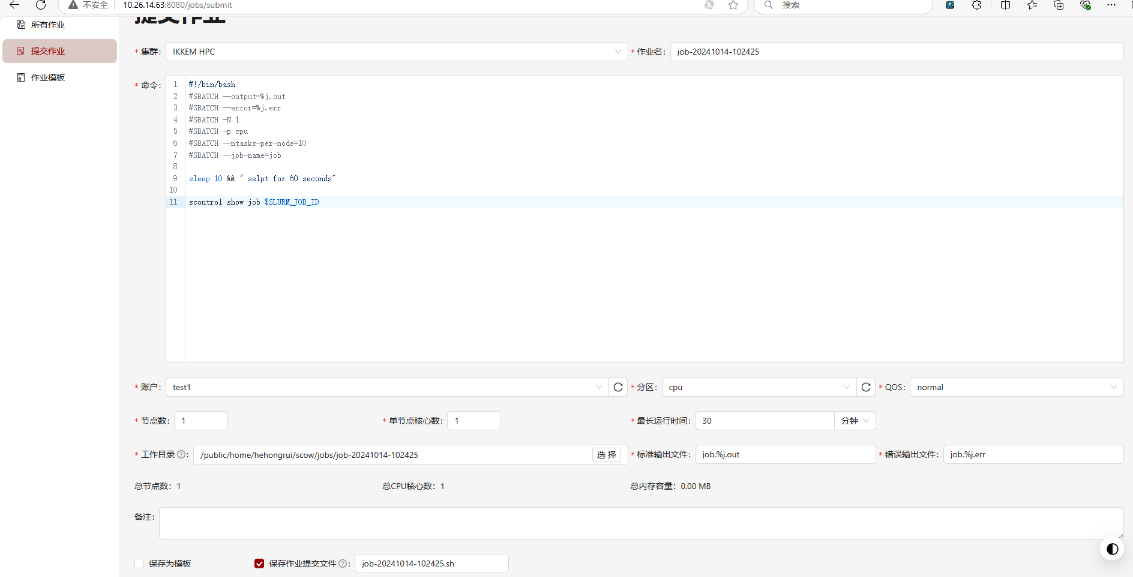 不安全 10.26.14.63:8080/jobs/submit 搜索
所有作业
提交作业
作业模板
提交作业
* 集群: IKKEM HPC * 作业名: job-20241014-102425
* 命令:
1 #!/bin/bash
2 #SBATCH --output=%j.out
3 #SBATCH --error=%j.err
4 #SBATCH -N 1
5 #SBATCH -p cpu
6 #SBATCH --ntasks-per-node=10
7 #SBATCH --job-name=job
8
9 sleep 10 && " selpt for 60 seconds"
10
11 scontrol show job $SLURM_JOB_ID
* 账户: test1 * 分区: cpu * QOS: normal
* 节点数: 1 * 单节点核心数: 1 * 最长运行时间: 30 分钟
* 工作目录 : /public/home/hehongrui/scow/jobs/job-20241014-102425 选 择 * 标准输出文件: job.%j.out * 错误输出文件: job.%j.err
总节点数: 1 总CPU核心数: 1 总内存容量: 0.00 MB
备注:
保存为模板 保存作业提交文件 : job-20241014-102425.sh